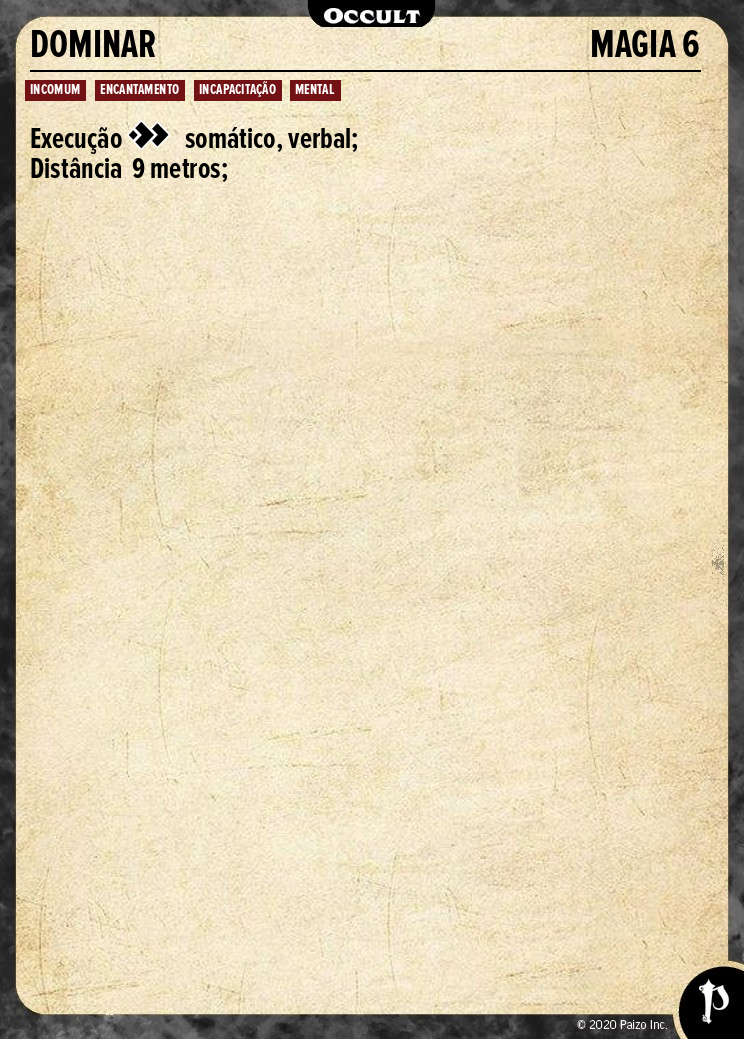 OCCULT
DOMINAR MAGIA 6
INCOMUM ENCANTAMENTO INCAPACITAÇÃO MENTAL
Execução somático, verbal;
Distância 9 metros;
© 2020 Paizo Inc.